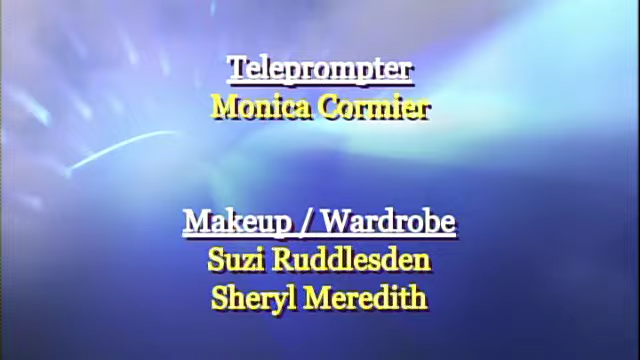 Teleprompter
Monica Cormier
Makeup / Wardrobe
Suzi Ruddlesden
Sheryl Meredith